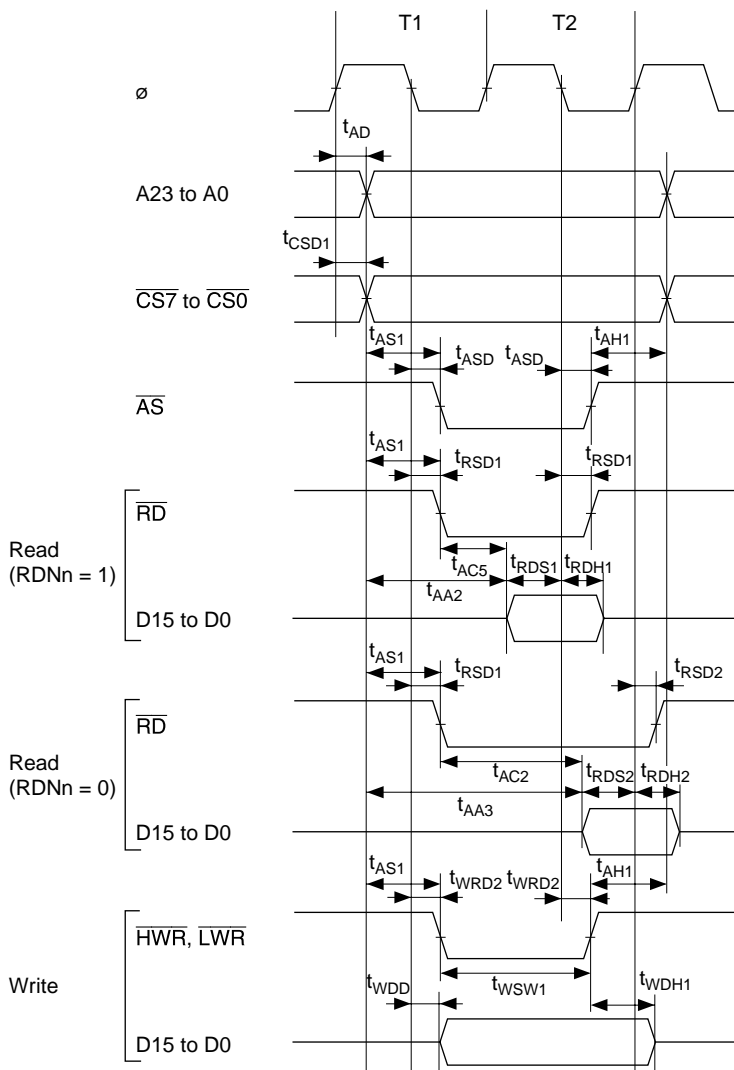 T1 T2
ø
tAD
A23 to A0
tCSD1
CS7 to CS0
tAS1 tASD tASD tAH1
AS
tAS1 tRSD1 tRSD1
RD
Read
(RDNn = 1)
tAC5 tRDS1 tRDH1
tAA2
D15 to D0
tAS1 tRSD1 tRSD2
RD
Read
(RDNn = 0)
tAC2 tRDS2 tRDH2
tAA3
D15 to D0
tAS1 tWRD2 tWRD2 tAH1
HWR, LWR
Write
tWDD tWSW1 tWDH1
D15 to D0